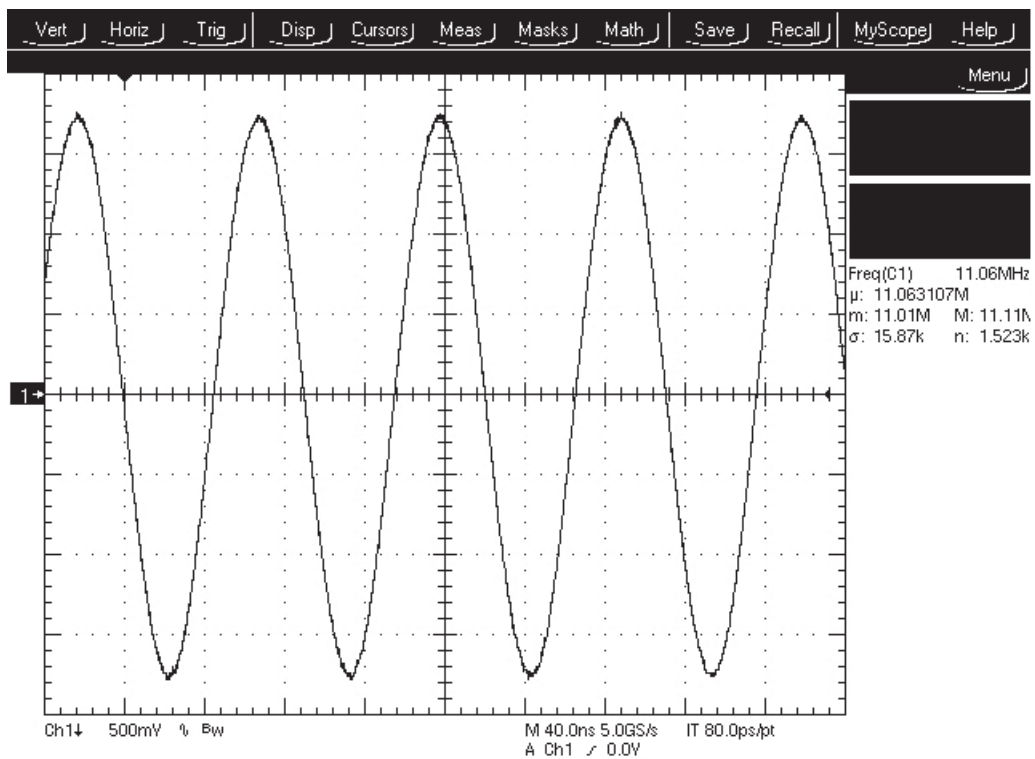 Vert Horiz Trig Disp Cursors Meas Masks Math Save Recall MyScope Help
Menu
Freq(C1) 11.06MHz
µ: 11.063107M
m: 11.01M M: 11.11M
σ: 15.87k n: 1.523k
1
Ch1 500mV Bw
M 40.0ns 5.0GS/s IT 80.0ps/pt
A Ch1 0.0V